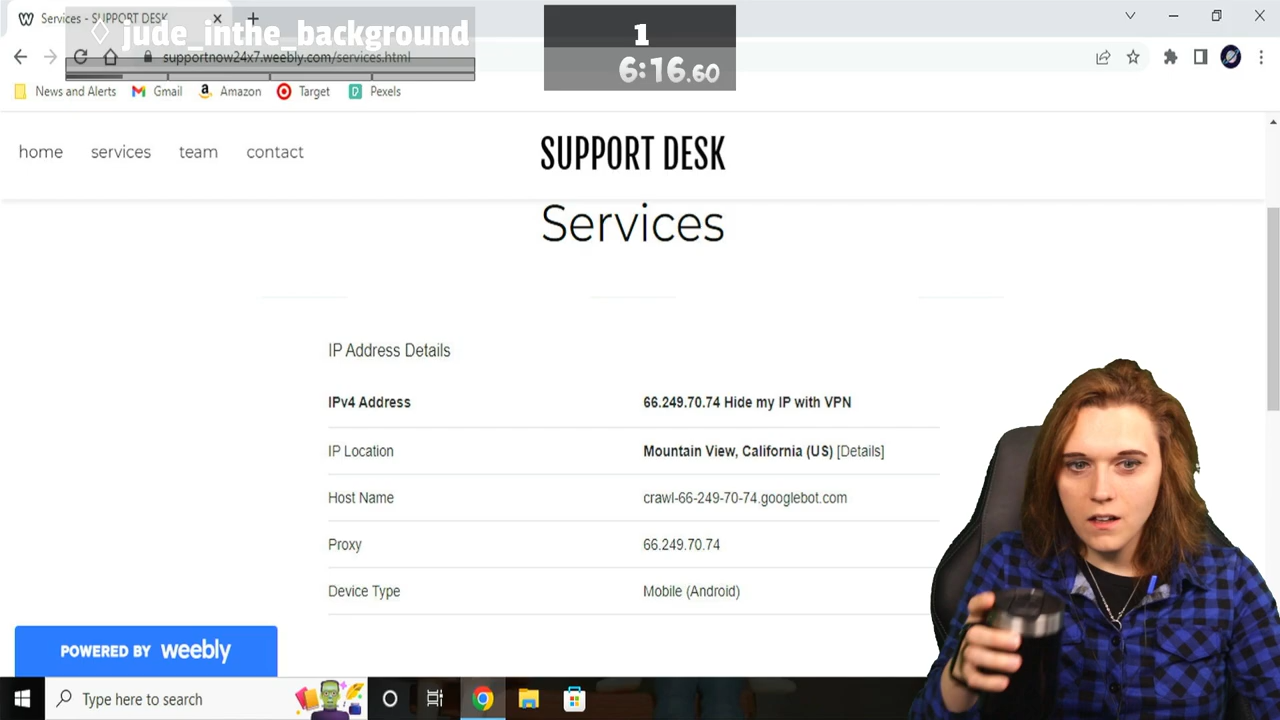 Services - SUPPORT DESK
◊ jude_inthe_background
1
6:16.60
supportnow24x7.weebly.com/services.html
News and Alerts Gmail Amazon Target Pexels
home services team contact
SUPPORT DESK
Services
IP Address Details
IPv4 Address 66.249.70.74 Hide my IP with VPN
IP Location Mountain View, California (US) [Details]
Host Name crawl-66-249-70-74.googlebot.com
Proxy 66.249.70.74
Device Type Mobile (Android)
POWERED BY weebly
Type here to search